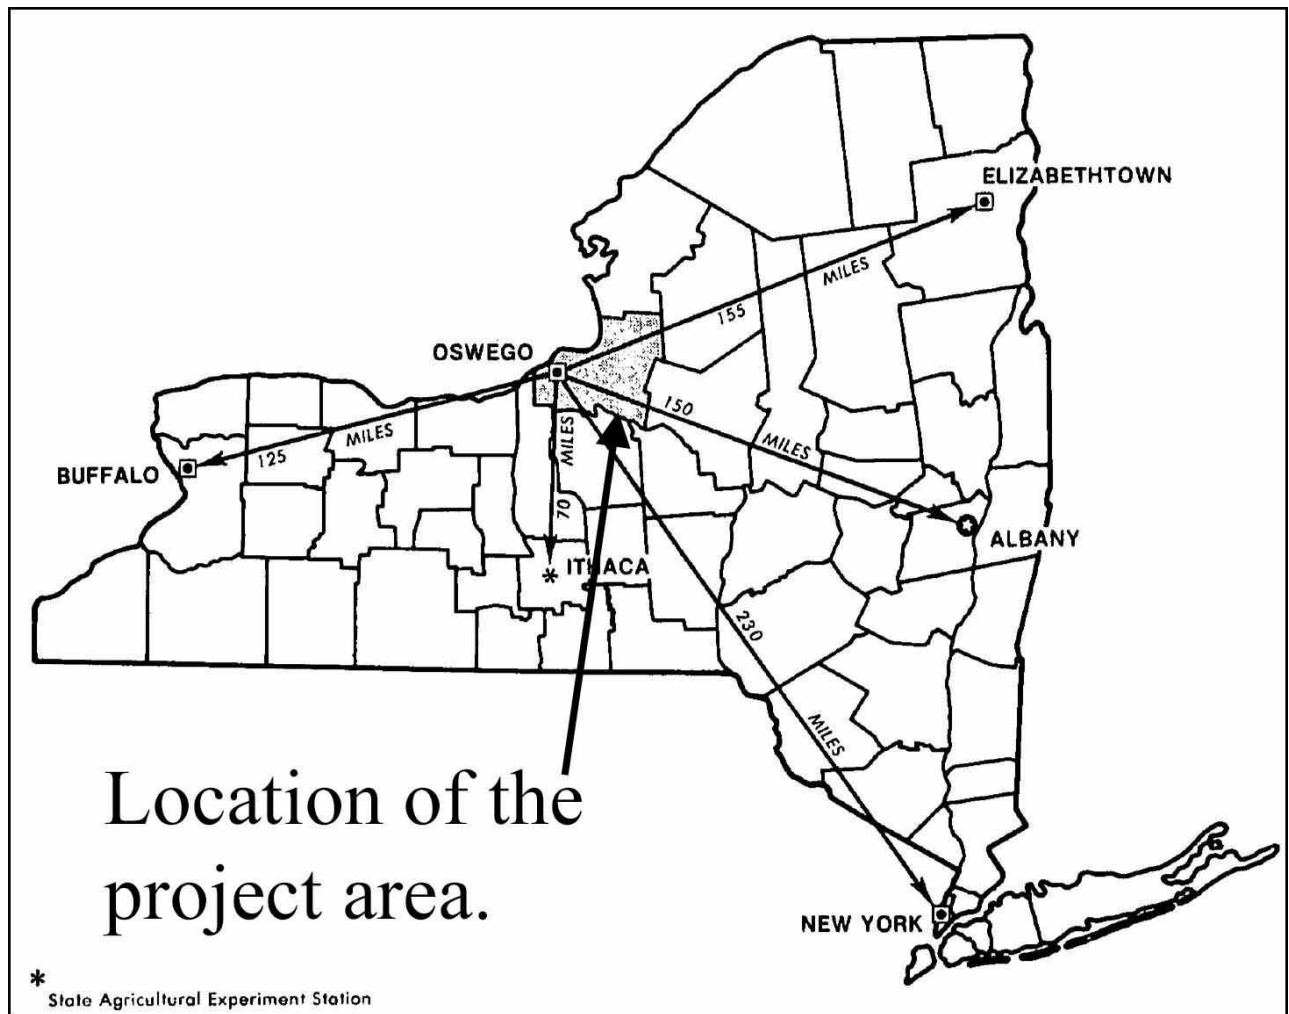 ELIZABETHTOWN
MILES
155
OSWEGO
150
MILES
MILES
125
MILES
70
BUFFALO
ALBANY
ITHACA
230
MILES
Location of the
project area.
NEW YORK
*
State Agricultural Experiment Station